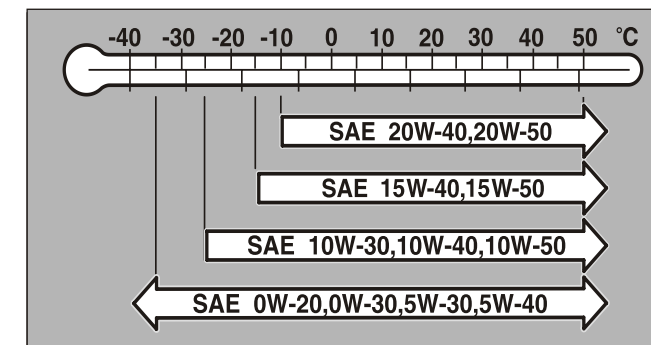 -40 -30 -20 -10 0 10 20 30 40 50 °C
SAE 20W-40,20W-50
SAE 15W-40,15W-50
SAE 10W-30,10W-40,10W-50
SAE 0W-20,0W-30,5W-30,5W-40